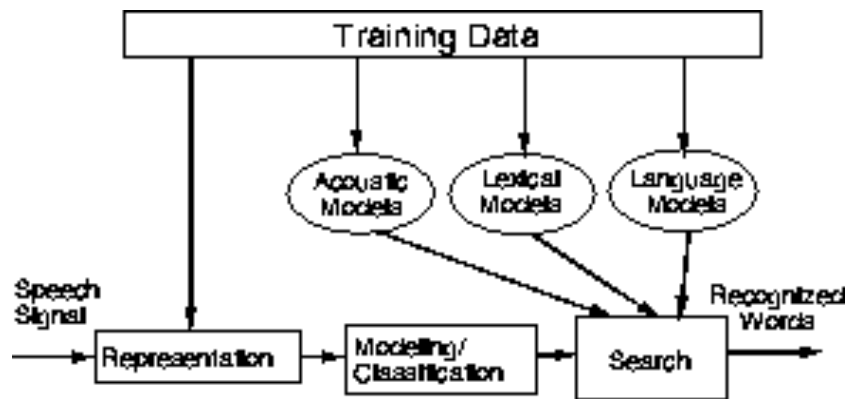 Training Data
Acoustic
Models
Lexical
Models
Language
Models
Speech
Signal
Recognized
Words
Representation
Modeling/
Classification
Search